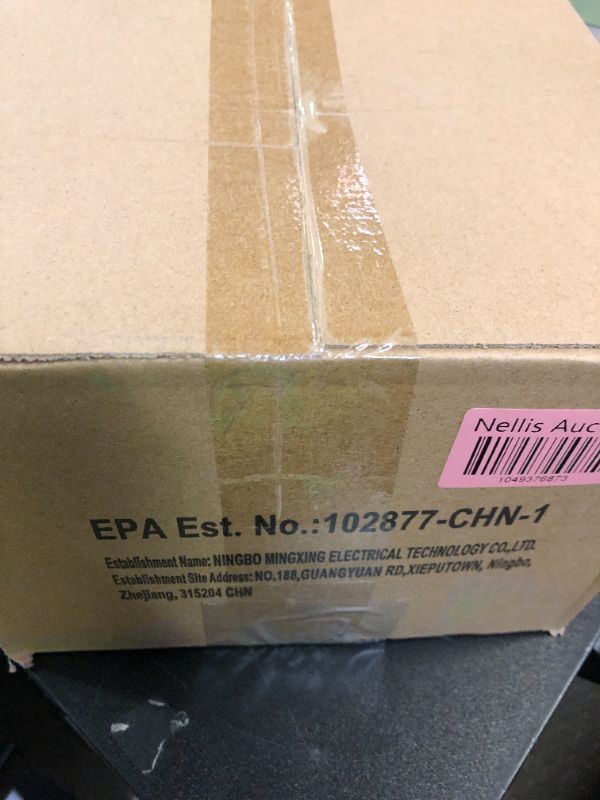 Nellis Auc
1049376873
EPA Est. No.:102877-CHN-1
Establishment Name: NINGBO MINGXING ELECTRICAL TECHNOLOGY CO.,LTD.
Establishment Site Address: NO.188,GUANGYUAN RD,XIEPUTOWN, Ningbo,
Zhejiang, 315204 CHN